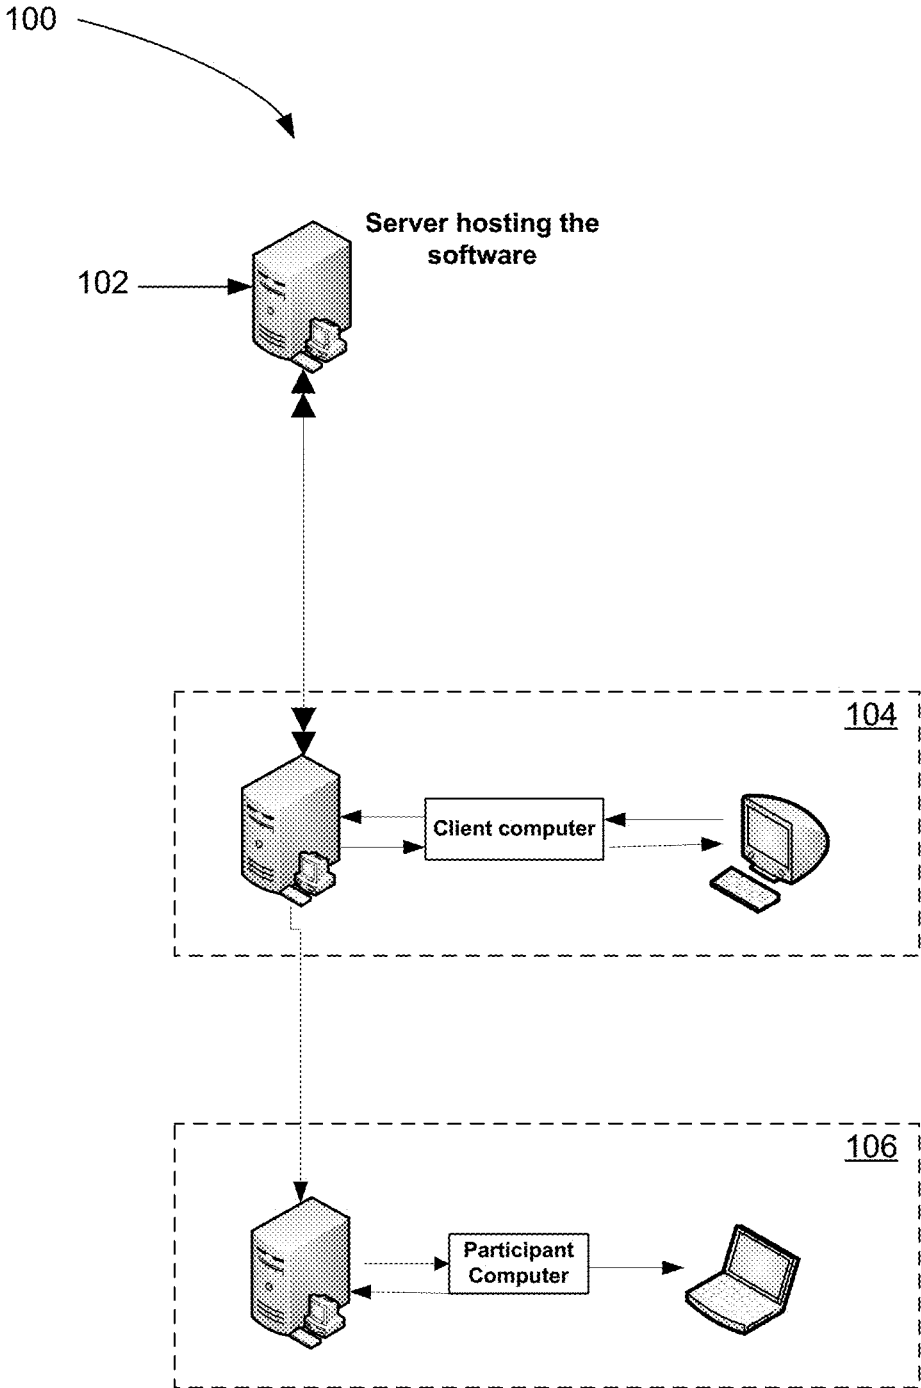 100
Server hosting the
software
102
104
Client computer
106
Participant
Computer